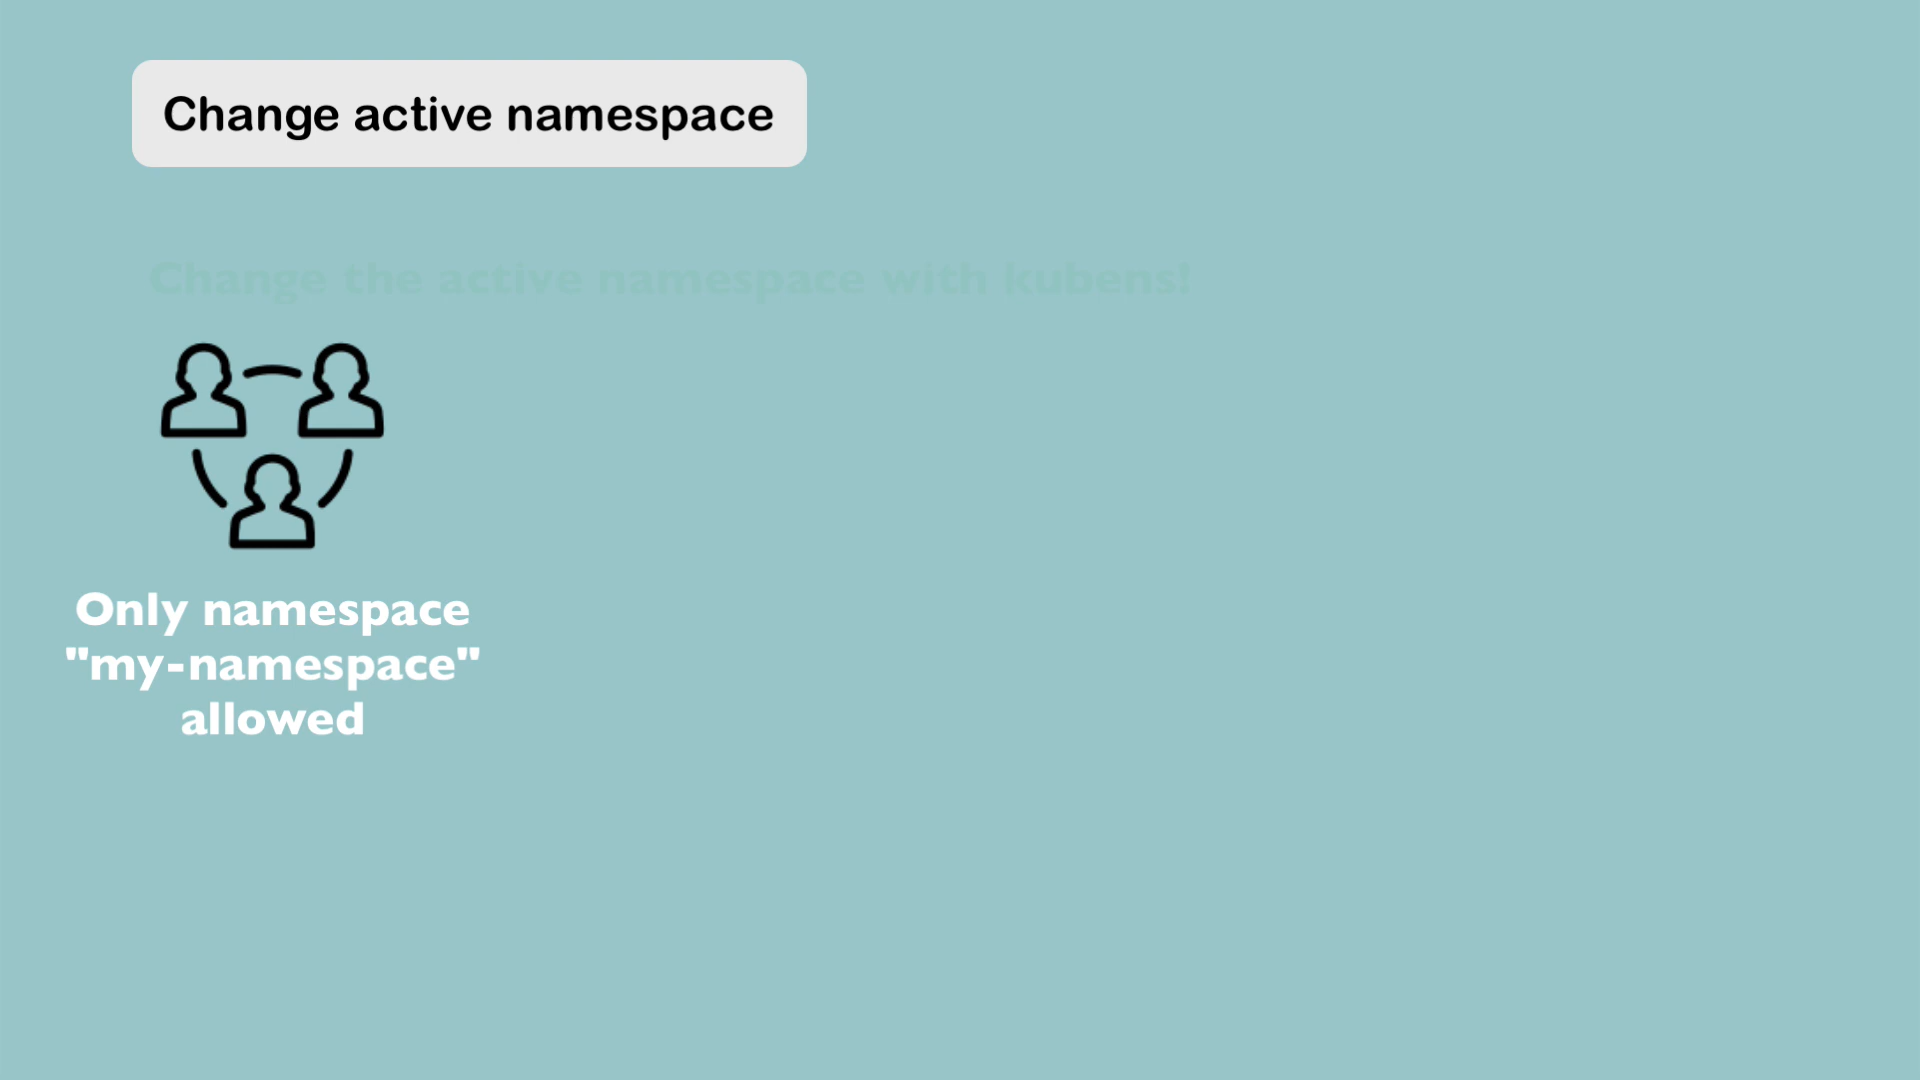 Change active namespace
Change the active namespace with kubens!
Only namespace
"my-namespace"
allowed